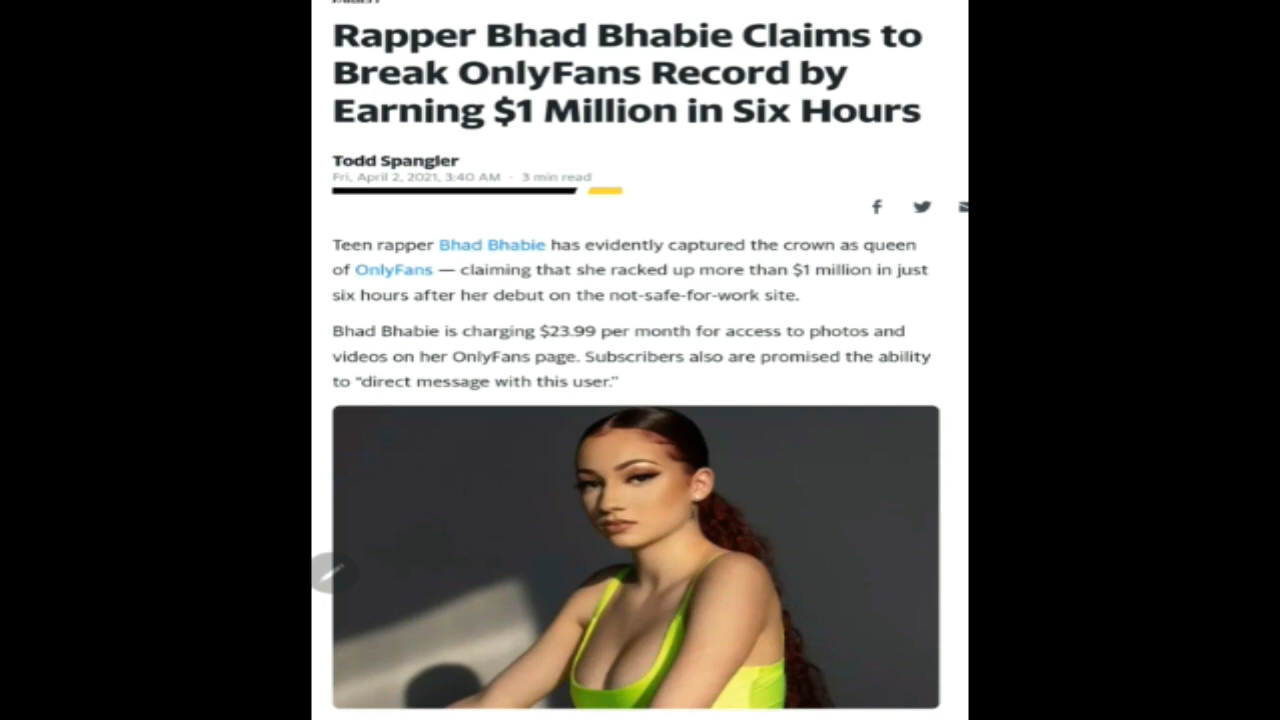 Rapper Bhad Bhabie Claims to
Break OnlyFans Record by
Earning $1 Million in Six Hours
Todd Spangler
Fri, April 2, 2021, 3:40 AM · 3 min read
Teen rapper Bhad Bhabie has evidently captured the crown as queen
of OnlyFans — claiming that she racked up more than $1 million in just
six hours after her debut on the not-safe-for-work site.
Bhad Bhabie is charging $23.99 per month for access to photos and
videos on her OnlyFans page. Subscribers also are promised the ability
to “direct message with this user.”